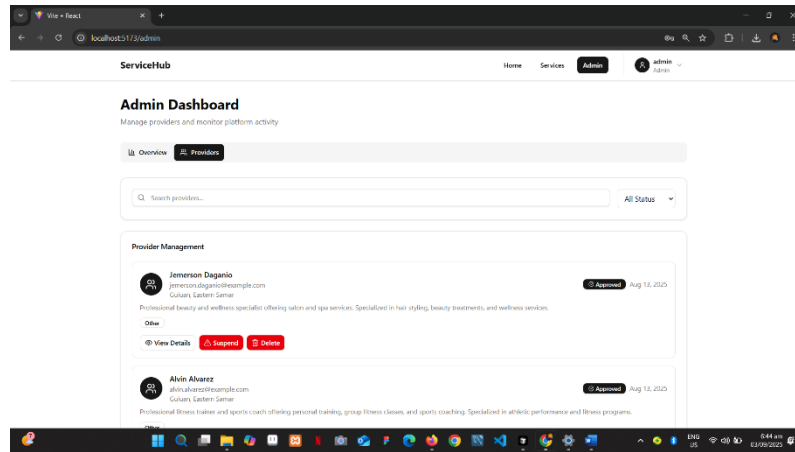 Vite + React
localhost:5173/admin
ServiceHub
Home Services Admin
admin
Admin
Admin Dashboard
Manage providers and monitor platform activity
Overview Providers
Search providers...
All Status
Provider Management
Jemerson Daganio
jemerson.daganio@example.com
Guiuan, Eastern Samar
Approved Aug 13, 2025
Professional beauty and wellness specialist offering salon and spa services. Specialized in hair styling, beauty treatments, and wellness services.
Other
View Details Suspend Delete
Alvin Alvarez
alvin.alvarez@example.com
Guiuan, Eastern Samar
Approved Aug 13, 2025
Professional fitness trainer and sports coach offering personal training, group fitness classes, and sports coaching. Specialized in athletic performance and fitness programs.
Other
ENG
US
6:44 am
03/09/2025